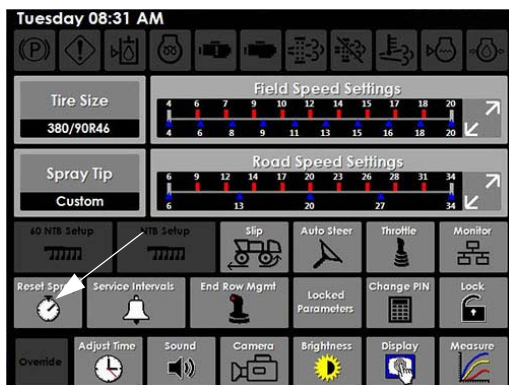 Tuesday 08:31 AM
(P)
Tire Size
380/90R46
Field Speed Settings
4 6 7 9 10 12 14 15 17 18 20
4 6 8 9 11 13 15 16 18 20
Spray Tip
Custom
Road Speed Settings
6 9 12 14 17 20 23 26 28 31 34
6 13 20 27 34
60 NTB Setup
NTB Setup
Slip
Auto Steer
Throttle
Monitor
Reset Spr
Service Intervals
End Row Mgmt
Locked
Parameters
Change PIN
Lock
Override
Adjust Time
Sound
Camera
Brightness
Display
Measure